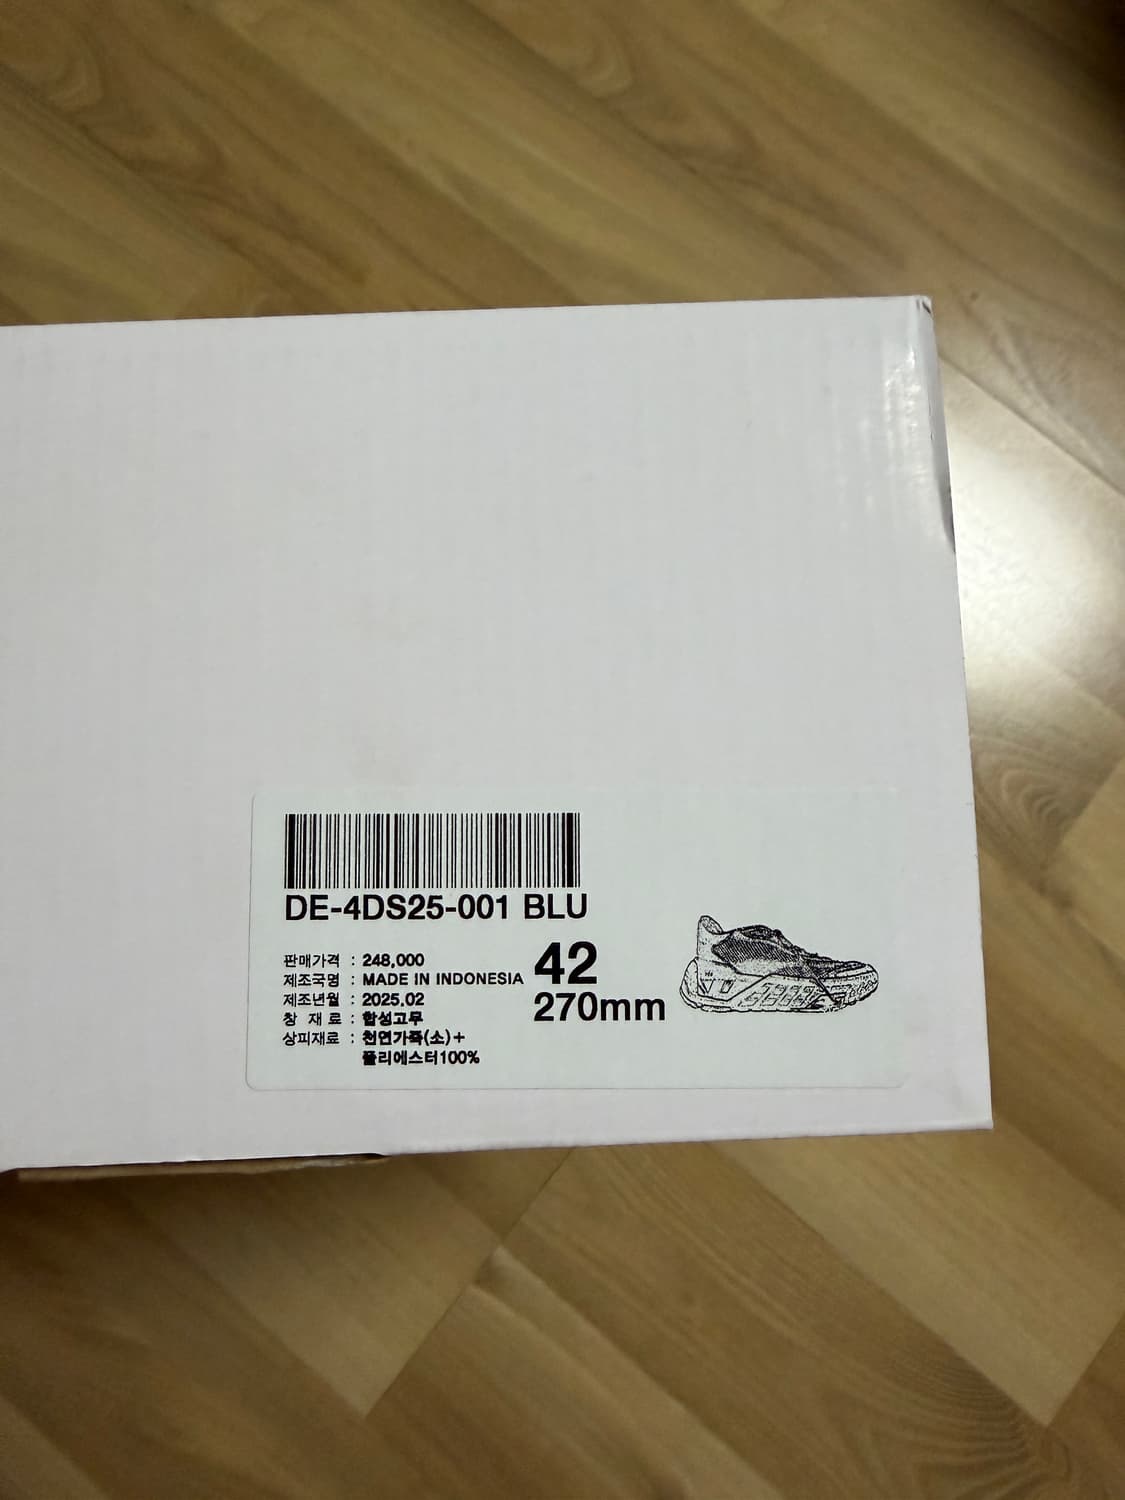 DE-4DS25-001 BLU
판매가격 : 248,000
제조국명 : MADE IN INDONESIA
제조년월 : 2025.02
창 재 료 : 합성고무
상피재료 : 천연가죽(소)+
폴리에스터100%
42
270mm